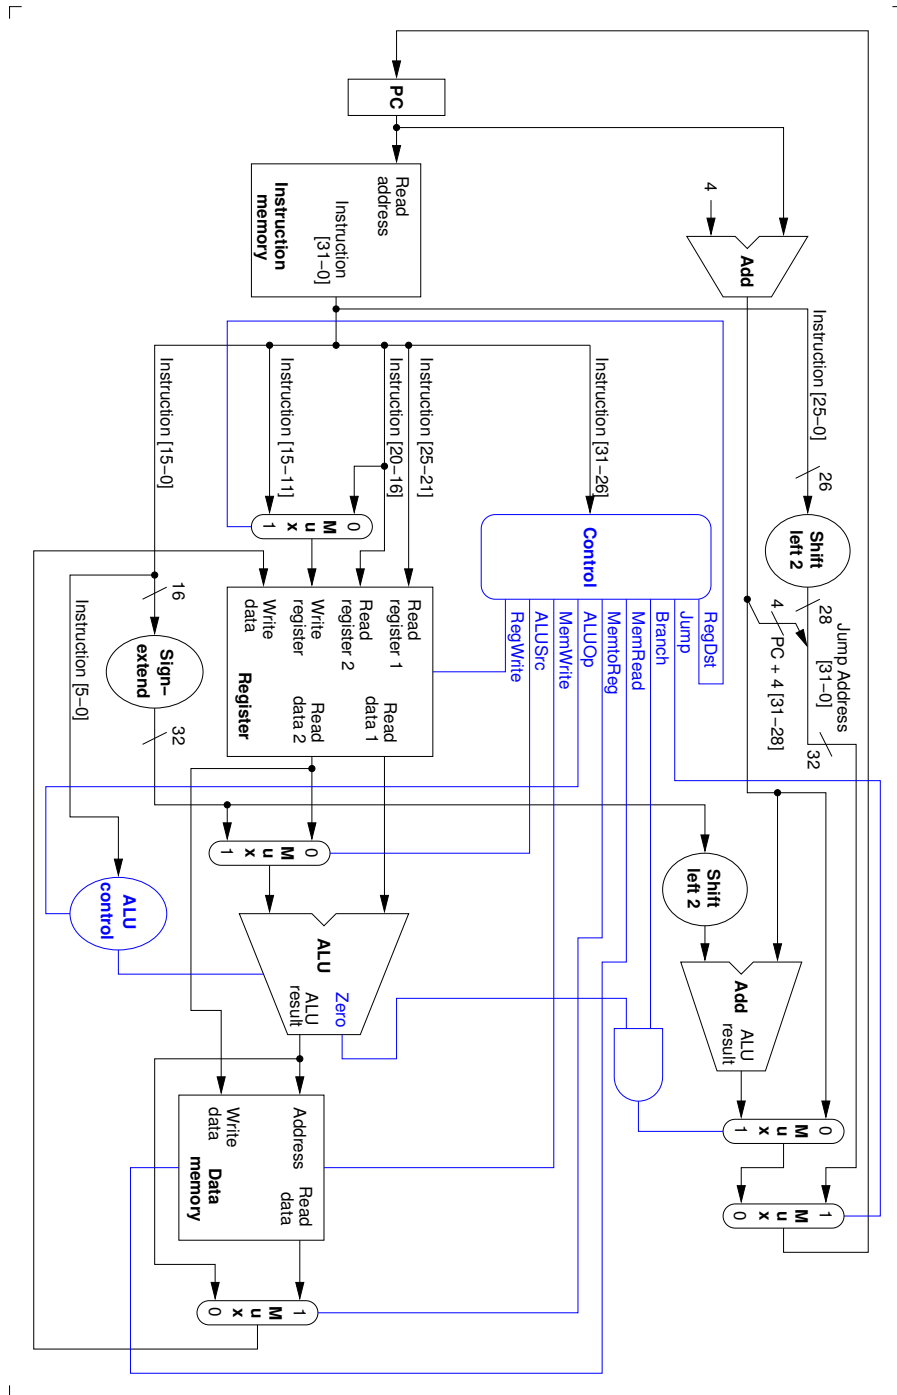 PC
4
Add
Read
address
Instruction
[31–0]
Instruction
memory
Instruction [25–0]
26
Shift
left 2
28
Jump Address
[31–0]
32
4
PC + 4 [31–28]
Instruction [31–26]
Instruction [25–21]
Instruction [20–16]
Instruction [15–11]
Instruction [15–0]
0
M
u
x
1
Control
RegDst
Jump
Branch
MemRead
MemtoReg
ALUOp
MemWrite
ALUSrc
RegWrite
Read
register 1
Read
register 2
Write
register
Write
data
Read
data 1
Read
data 2
Register
16
Sign–
extend
32
Instruction [5–0]
0
M
u
x
1
Shift
left 2
ALU
control
ALU
Zero
ALU
result
Add
ALU
result
0
M
u
x
1
1
M
u
x
0
Address
Write
data
Read
data
Data
memory
1
M
u
x
0